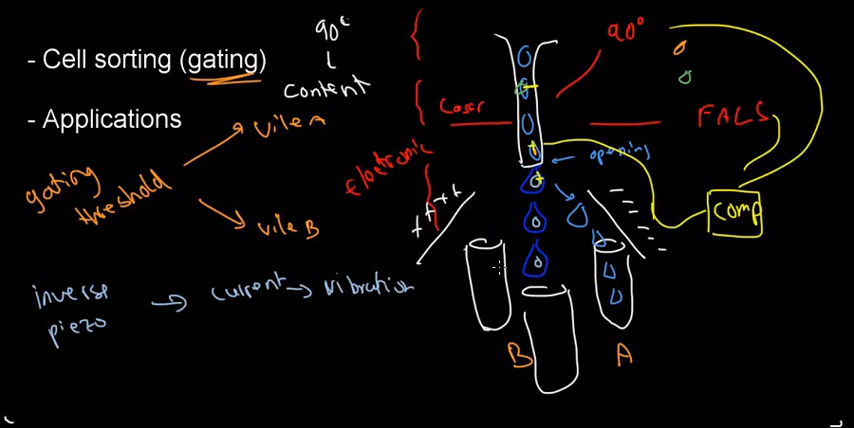 - Cell sorting (gating)
90°
content
- Applications
gating
threshold
vile A
vile B
inverse
piezo
current
vibration
90°
Laser
FALS
Electronic
opening
comp
+ + + +
- - - - - -
B
A